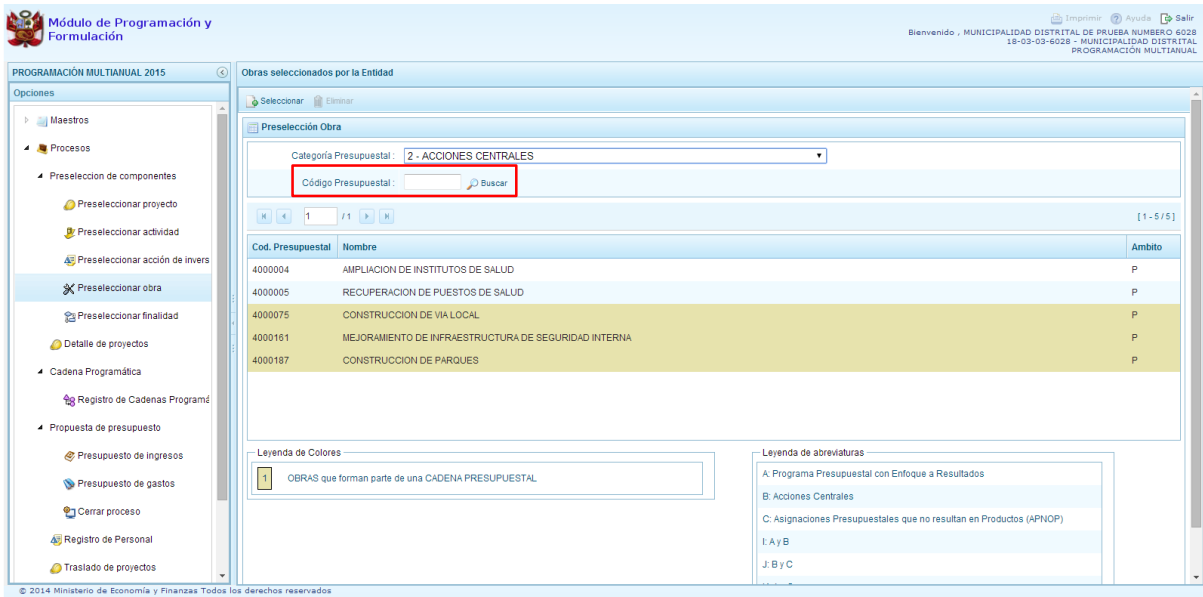 Módulo de Programación y
Formulación
Imprimir Ayuda Salir
Bienvenido , MUNICIPALIDAD DISTRITAL DE PRUEBA NUMBERO 6028
18-03-03-6028 - MUNICIPALIDAD DISTRITAL
PROGRAMACIÓN MULTIANUAL
PROGRAMACIÓN MULTIANUAL 2015
Opciones
Maestros
Procesos
Preseleccion de componentes
Preseleccionar proyecto
Preseleccionar actividad
Preseleccionar acción de invers
Preseleccionar obra
Preseleccionar finalidad
Detalle de proyectos
Cadena Programática
Registro de Cadenas Programá
Propuesta de presupuesto
Presupuesto de ingresos
Presupuesto de gastos
Cerrar proceso
Registro de Personal
Traslado de proyectos
Obras seleccionados por la Entidad
Seleccionar Eliminar
Preselección Obra
Categoría Presupuestal : 2 - ACCIONES CENTRALES
Código Presupuestal : Buscar
1 / 1 [ 1 - 5 / 5 ]
Cod. Presupuestal Nombre Ambito
4000004 AMPLIACION DE INSTITUTOS DE SALUD P
4000005 RECUPERACION DE PUESTOS DE SALUD P
4000075 CONSTRUCCION DE VIA LOCAL P
4000161 MEJORAMIENTO DE INFRAESTRUCTURA DE SEGURIDAD INTERNA P
4000187 CONSTRUCCION DE PARQUES P
Leyenda de Colores
1 OBRAS que forman parte de una CADENA PRESUPUESTAL
Leyenda de abreviaturas
A: Programa Presupuestal con Enfoque a Resultados
B: Acciones Centrales
C: Asignaciones Presupuestales que no resultan en Productos (APNOP)
I: A y B
J: B y C
© 2014 Ministerio de Economía y Finanzas Todos los derechos reservados